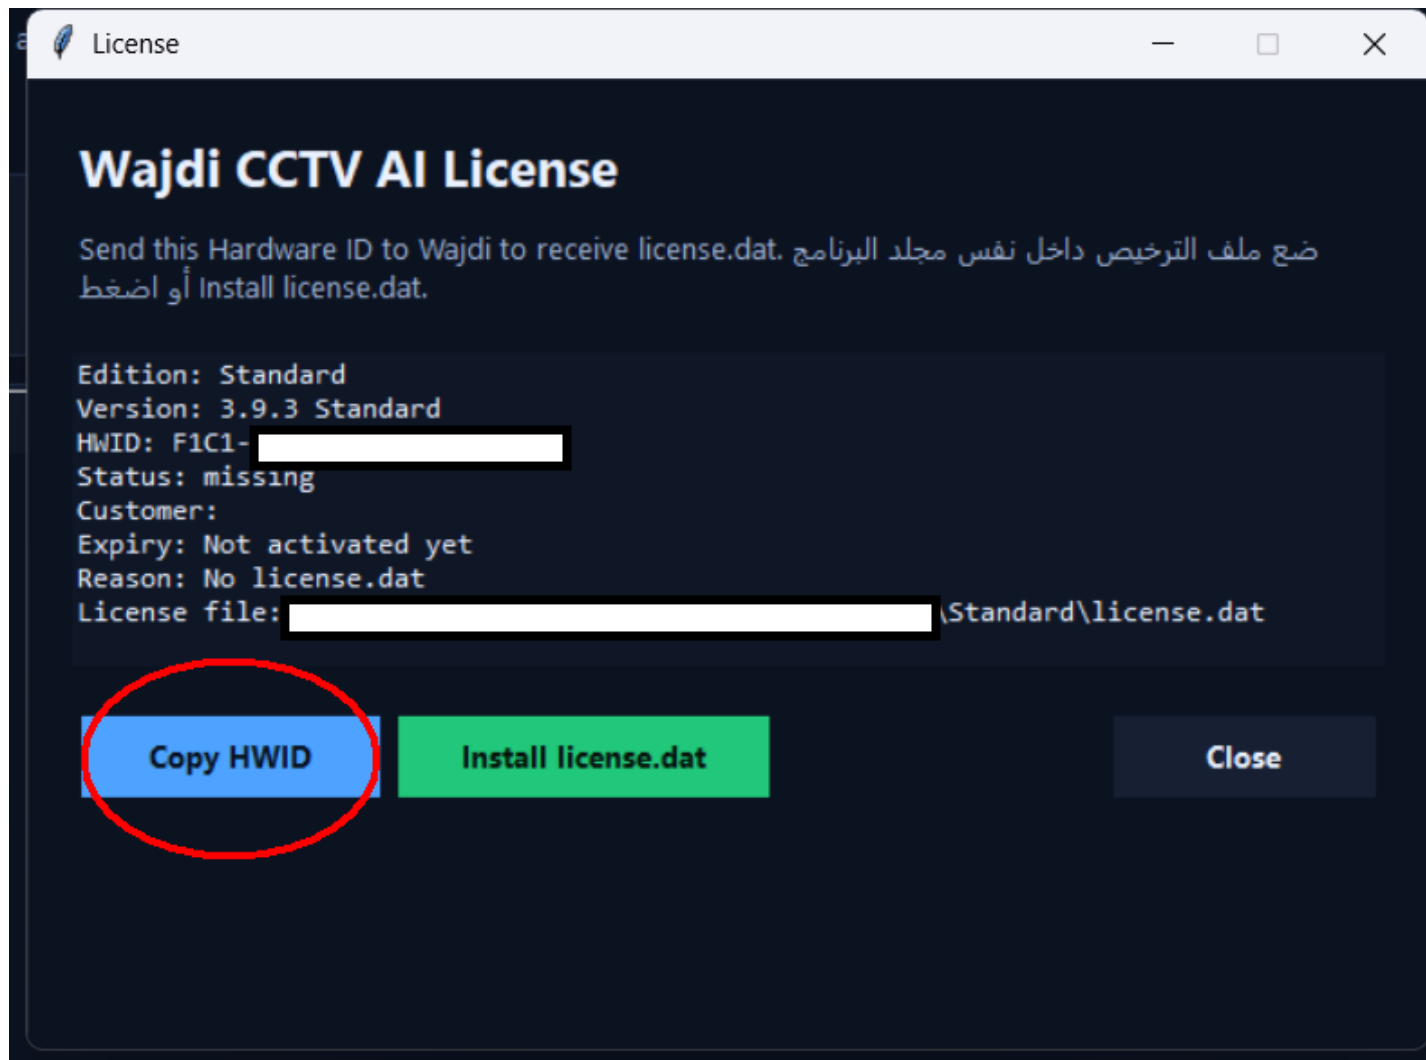 License
Wajdi CCTV AI License
Send this Hardware ID to Wajdi to receive license.dat. ضع ملف الترخيص داخل نفس مجلد البرنامج
أو اضغط Install license.dat.
Edition: Standard
Version: 3.9.3 Standard
HWID: F1C1-
Status: missing
Customer:
Expiry: Not activated yet
Reason: No license.dat
License file: \Standard\license.dat
Copy HWID
Install license.dat
Close